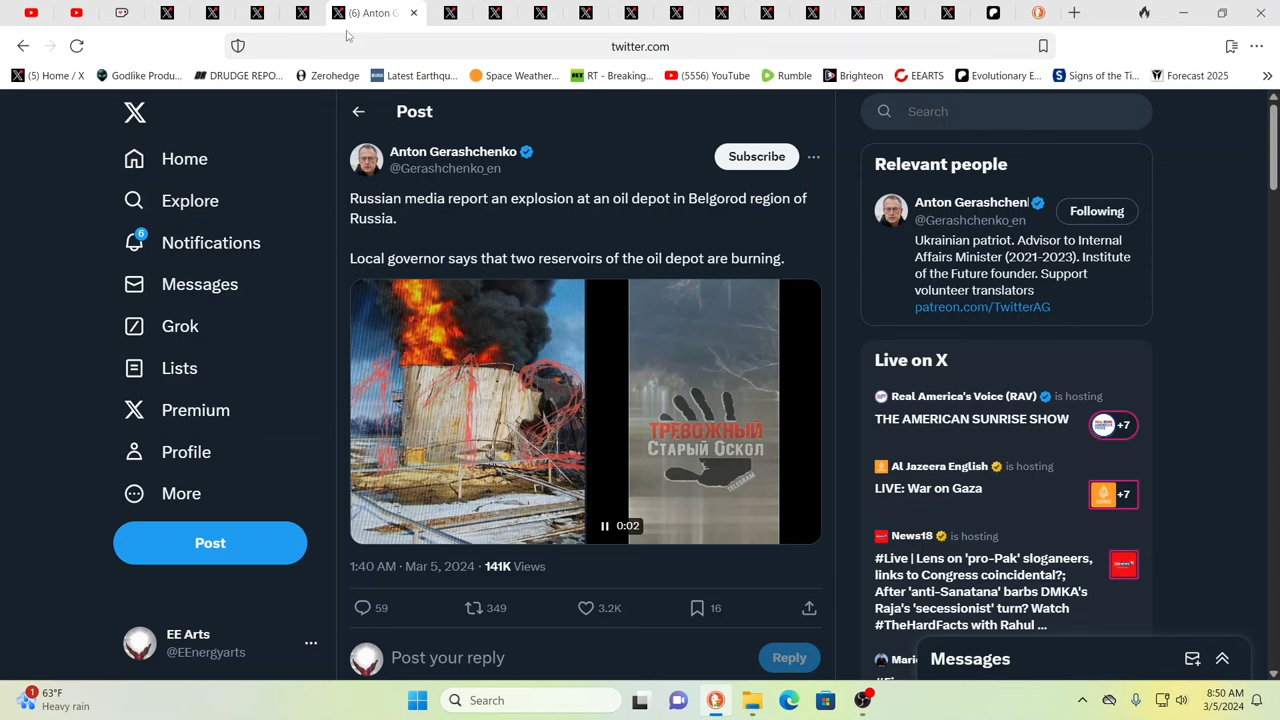 (6) Anton G
twitter.com
(5) Home / X
Godlike Produ...
DRUDGE REPO...
Zerohedge
Latest Earthqu...
Space Weather...
RT - Breaking...
(5556) YouTube
Rumble
Brighteon
EEARTS
Evolutionary E...
Signs of the Ti...
Forecast 2025
Home
Explore
6
Notifications
Messages
Grok
Lists
Premium
Profile
More
Post
EE Arts
@EEnergyarts
Post
Anton Gerashchenko
@Gerashchenko_en
Subscribe
Russian media report an explosion at an oil depot in Belgorod region of
Russia.
Local governor says that two reservoirs of the oil depot are burning.
ТРЕВОЖНЫЙ
СТАРЫЙ ОСКОЛ
TELEGRAM
0:02
1:40 AM · Mar 5, 2024 · 141K Views
59
349
3.2K
16
Post your reply
Reply
Search
Relevant people
Anton Gerashchen
@Gerashchenko_en
Following
Ukrainian patriot. Advisor to Internal
Affairs Minister (2021-2023). Institute
of the Future founder. Support
volunteer translators
patreon.com/TwitterAG
Live on X
Real America's Voice (RAV) is hosting
THE AMERICAN SUNRISE SHOW
+7
Al Jazeera English is hosting
LIVE: War on Gaza
+7
News18 is hosting
#Live | Lens on 'pro-Pak' sloganeers,
links to Congress coincidental?;
After 'anti-Sanatana' barbs DMKA's
Raja's 'secessionist' turn? Watch
#TheHardFacts with Rahul ...
Messages
1
63°F
Heavy rain
Search
8:50 AM
3/5/2024